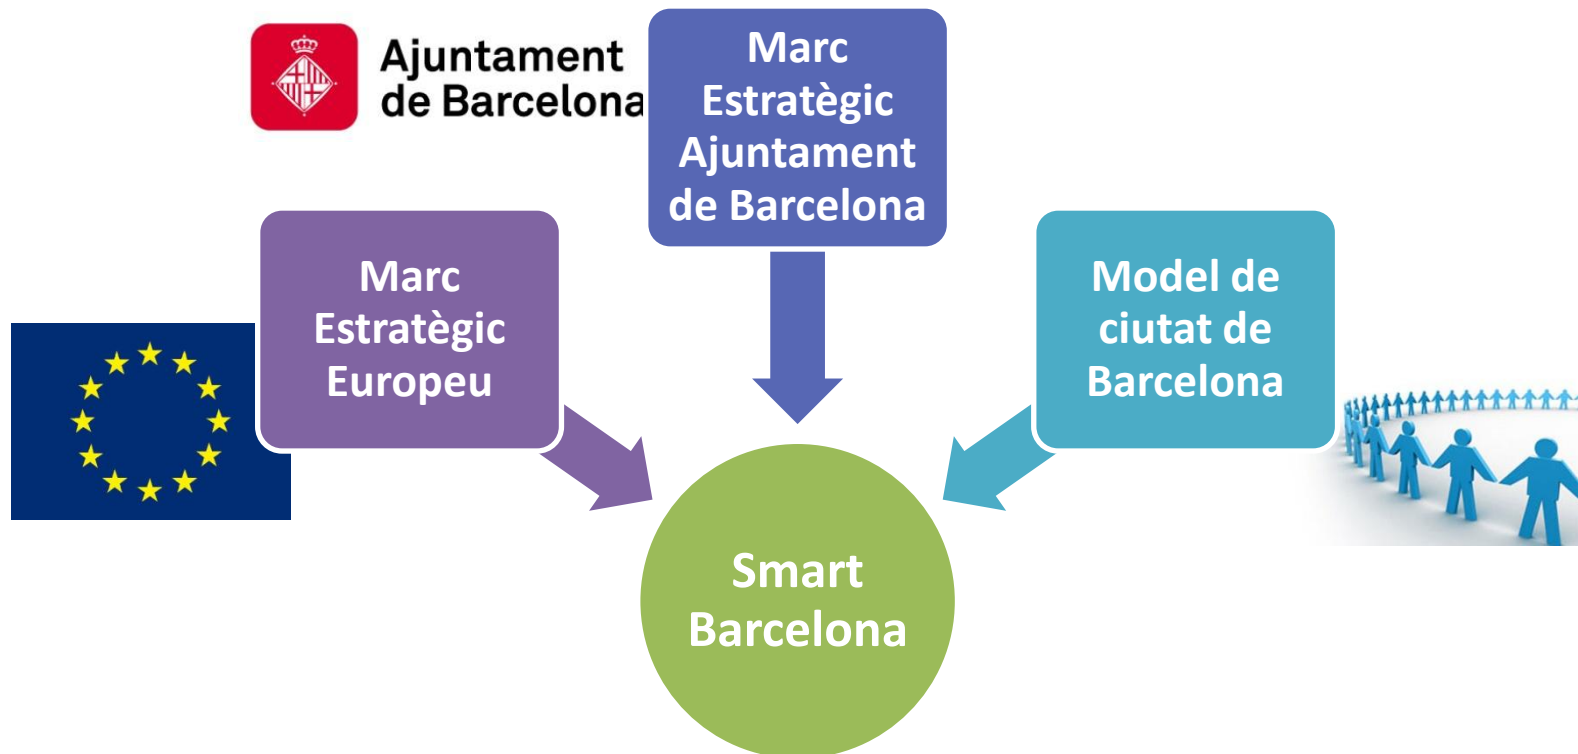 Ajuntament
de Barcelona
Marc
Estratègic
Ajuntament
de Barcelona
Marc
Estratègic
Europeu
Model de
ciutat de
Barcelona
Smart
Barcelona